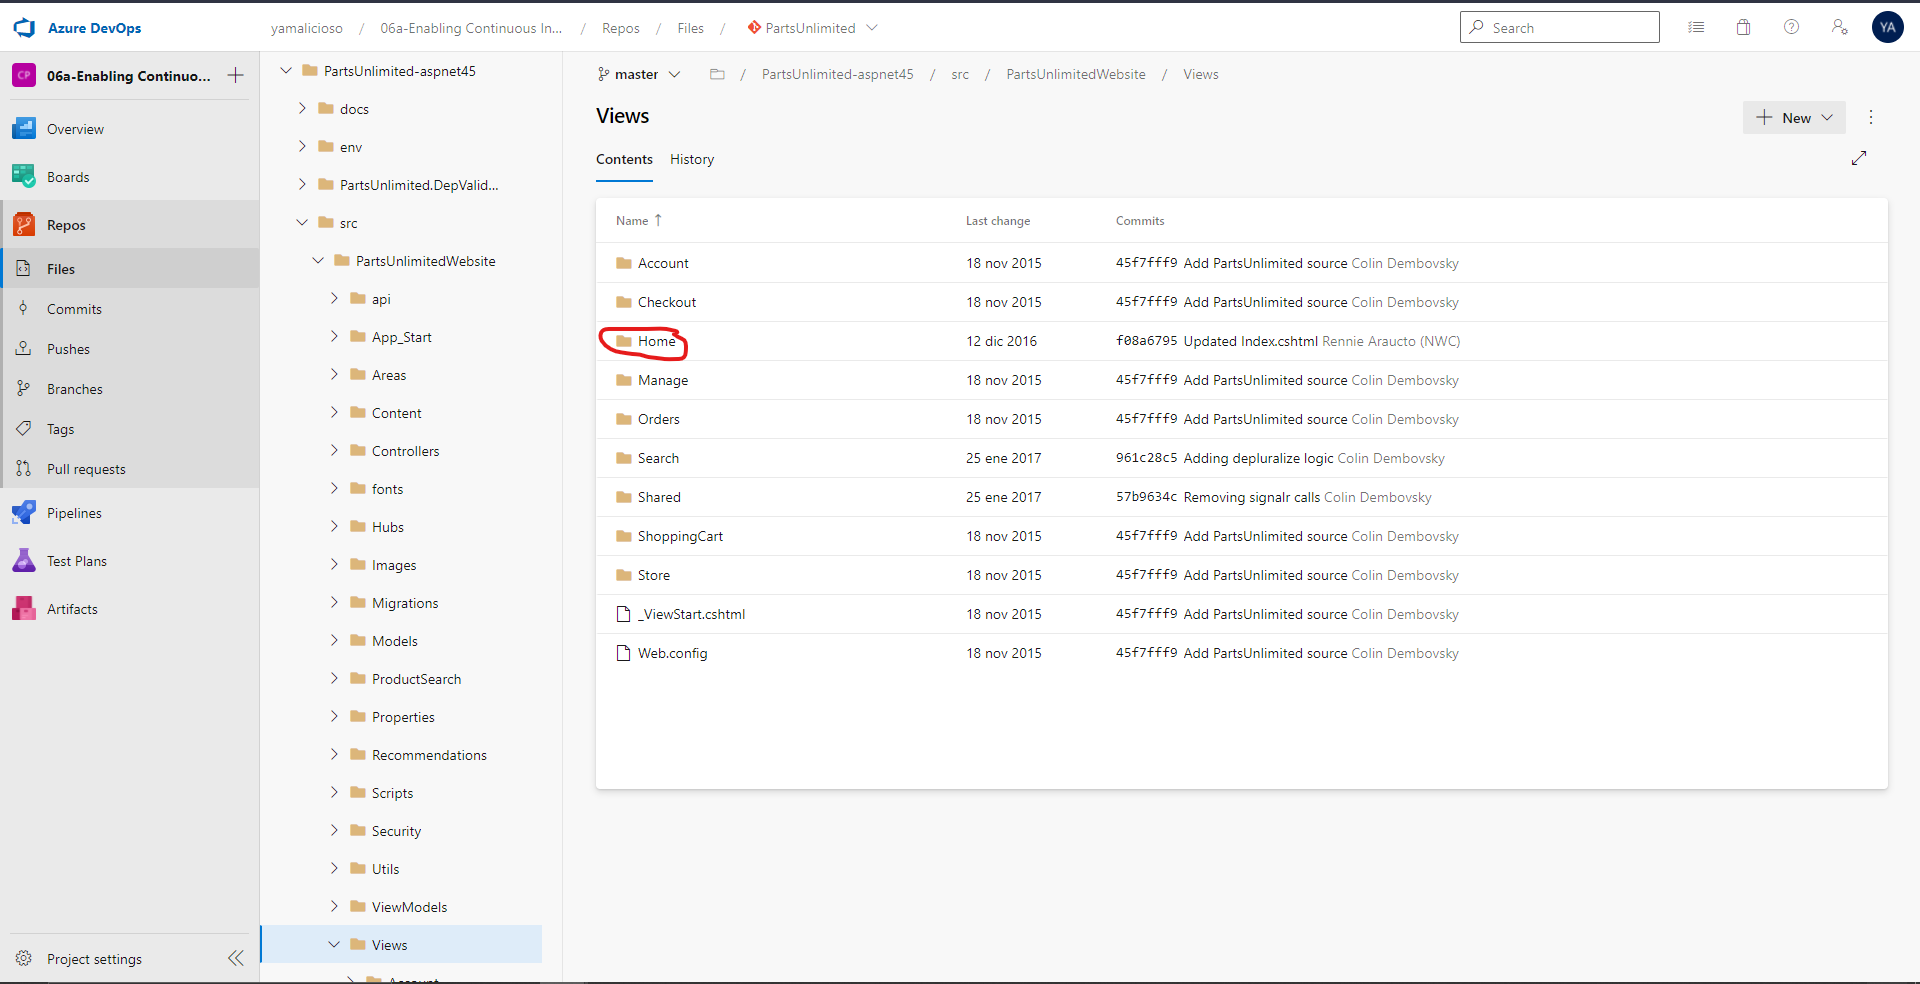 Azure DevOps
yamalicioso / 06a-Enabling Continuous In... / Repos / Files / PartsUnlimited
Search
YA
CP 06a-Enabling Continuo...
Overview
Boards
Repos
Files
Commits
Pushes
Branches
Tags
Pull requests
Pipelines
Test Plans
Artifacts
Project settings
PartsUnlimited-aspnet45
docs
env
PartsUnlimited.DepValid...
src
PartsUnlimitedWebsite
api
App_Start
Areas
Content
Controllers
fonts
Hubs
Images
Migrations
Models
ProductSearch
Properties
Recommendations
Scripts
Security
Utils
ViewModels
Views
Account
master / PartsUnlimited-aspnet45 / src / PartsUnlimitedWebsite / Views
Views
New
Contents History
Name ↑ Last change Commits
Account 18 nov 2015 45f7fff9 Add PartsUnlimited source Colin Dembovsky
Checkout 18 nov 2015 45f7fff9 Add PartsUnlimited source Colin Dembovsky
Home 12 dic 2016 f08a6795 Updated Index.cshtml Rennie Araucto (NWC)
Manage 18 nov 2015 45f7fff9 Add PartsUnlimited source Colin Dembovsky
Orders 18 nov 2015 45f7fff9 Add PartsUnlimited source Colin Dembovsky
Search 25 ene 2017 961c28c5 Adding depluralize logic Colin Dembovsky
Shared 25 ene 2017 57b9634c Removing signalr calls Colin Dembovsky
ShoppingCart 18 nov 2015 45f7fff9 Add PartsUnlimited source Colin Dembovsky
Store 18 nov 2015 45f7fff9 Add PartsUnlimited source Colin Dembovsky
_ViewStart.cshtml 18 nov 2015 45f7fff9 Add PartsUnlimited source Colin Dembovsky
Web.config 18 nov 2015 45f7fff9 Add PartsUnlimited source Colin Dembovsky